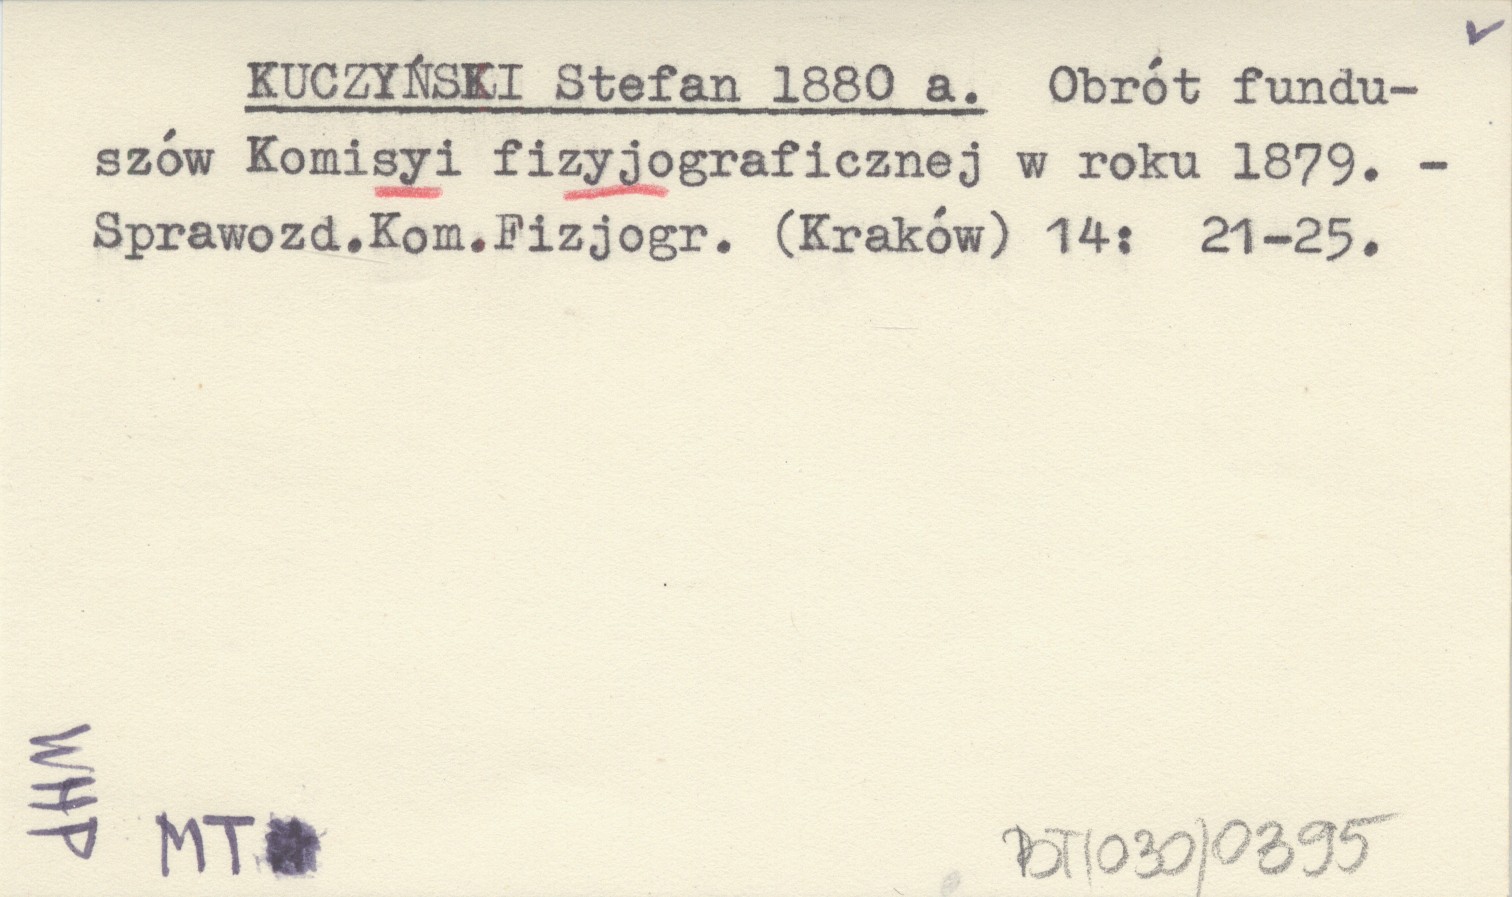 KUCZYŃSKI Stefan 1880 a. Obrót fundu-
szów Komisyi fizyjograficznej w roku 1879. -
Sprawozd.Kom.Fizjogr. (Kraków) 14: 21-25.
WHP
MT
BOT/030/0395